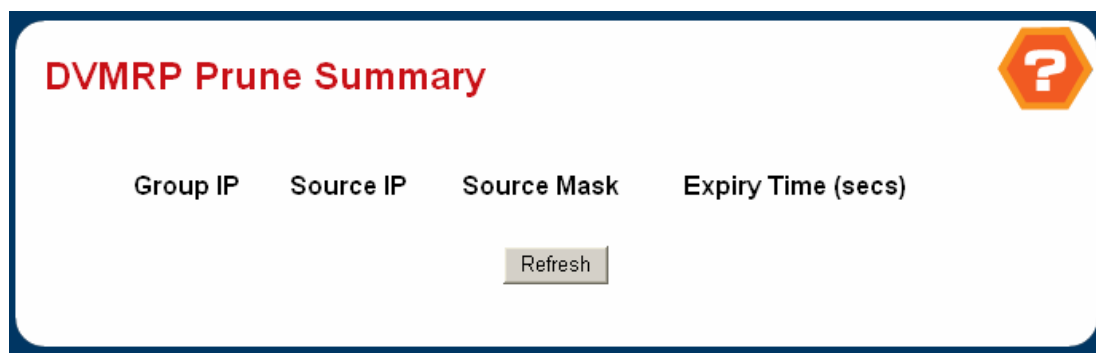 DVMRP Prune Summary
?
Group IP Source IP Source Mask Expiry Time (secs)
Refresh